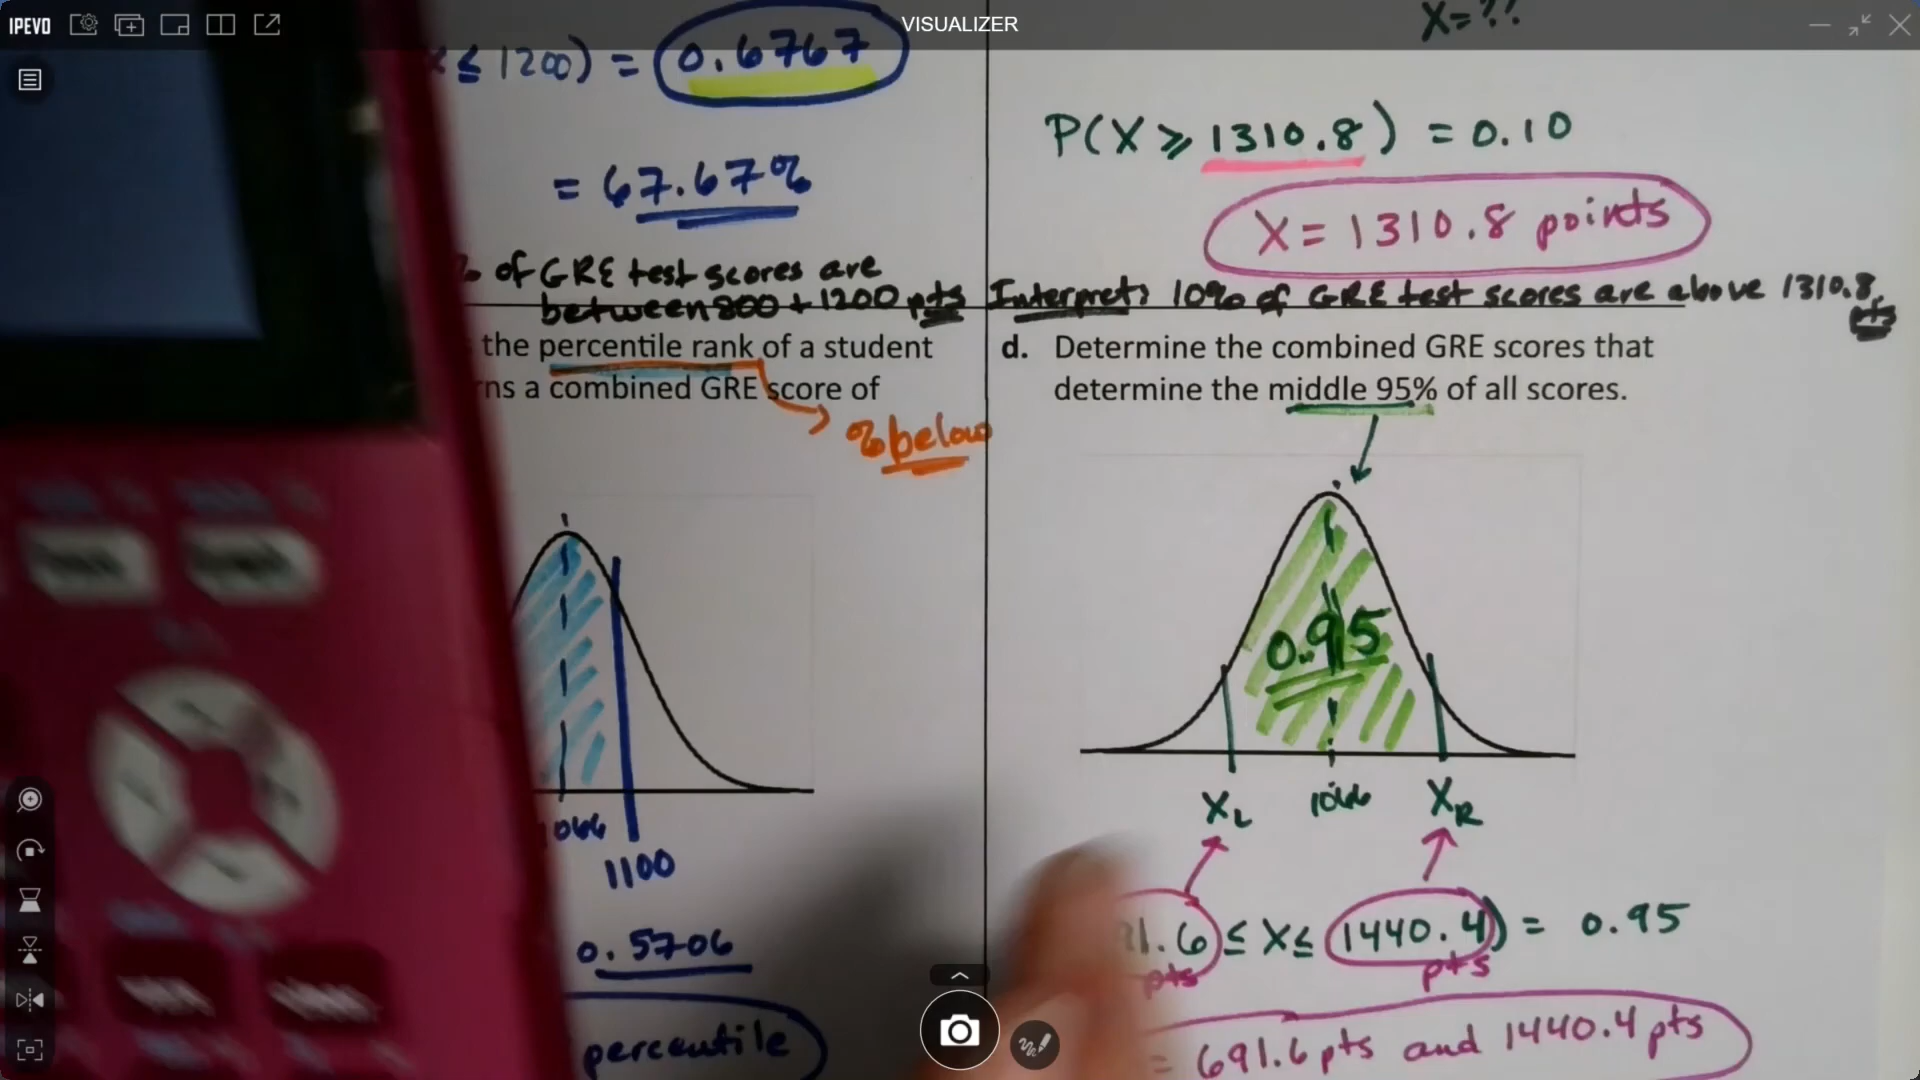 IPEVO
VISUALIZER
X=??
x ≤ 1200) = 0.6767
= 67.67%
% of GRE test scores are
between 800 + 1200 pts
the percentile rank of a student
ns a combined GRE score of
% below
1066
1100
0.5706
percentile
P(X ≥ 1310.8) = 0.10
X = 1310.8 points
Interpret: 10% of GRE test scores are above 1310.8
pts
d. Determine the combined GRE scores that
determine the middle 95% of all scores.
0.95
XL 1066 XR
91.6 ≤ X ≤ 1440.4) = 0.95
pts pts
= 691.6 pts and 1440.4 pts